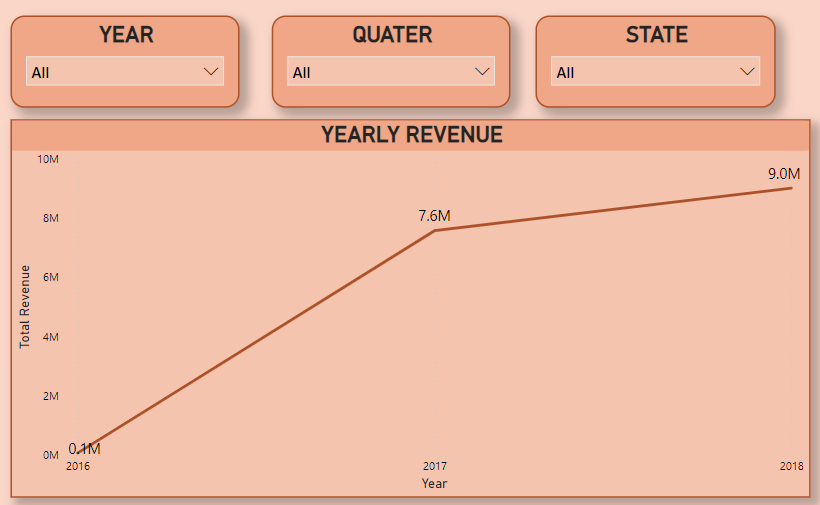 YEAR
QUATER
STATE
All
All
All
YEARLY REVENUE
10M
8M
6M
4M
2M
0M
Total Revenue
0.1M
7.6M
9.0M
2016
2017
2018
Year